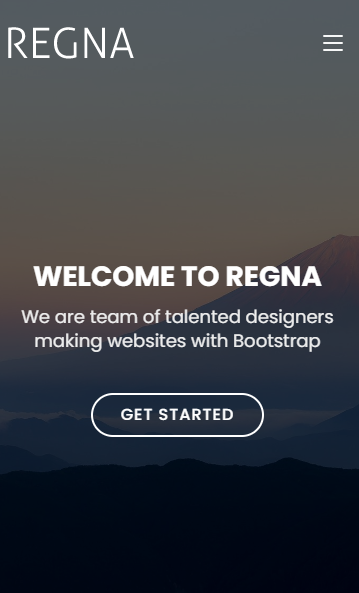 REGNA
WELCOME TO REGNA
We are team of talented designers
making websites with Bootstrap
GET STARTED